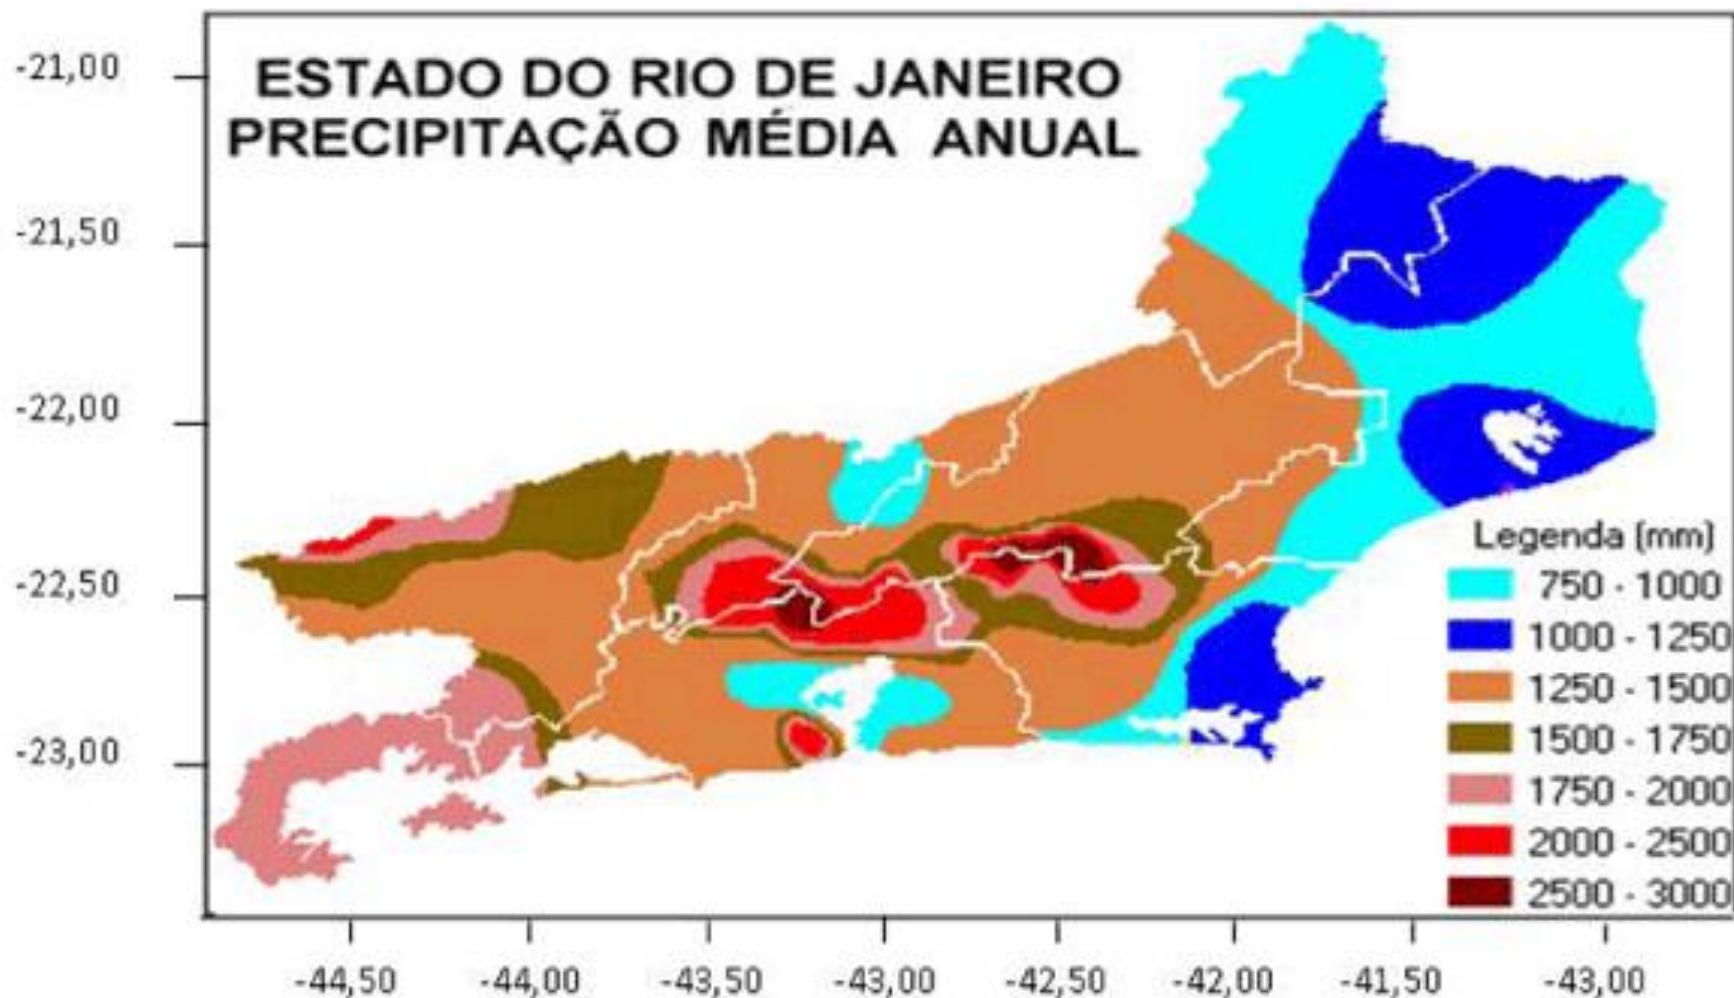 ESTADO DO RIO DE JANEIRO
PRECIPITAÇÃO MÉDIA ANUAL
-21,00
-21,50
-22,00
-22,50
-23,00
Legenda (mm)
750 - 1000
1000 - 1250
1250 - 1500
1500 - 1750
1750 - 2000
2000 - 2500
2500 - 3000
-44,50 -44,00 -43,50 -43,00 -42,50 -42,00 -41,50 -43,00